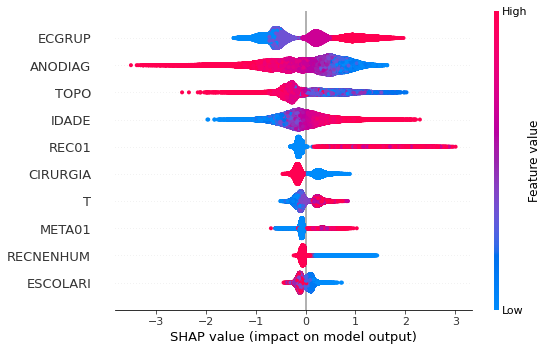 High
ECGRUP
ANODIAG
TOPO
IDADE
REC01
CIRURGIA
T
META01
RECNENHUM
ESCOLARI
Feature value
Low
−3 −2 −1 0 1 2 3
SHAP value (impact on model output)